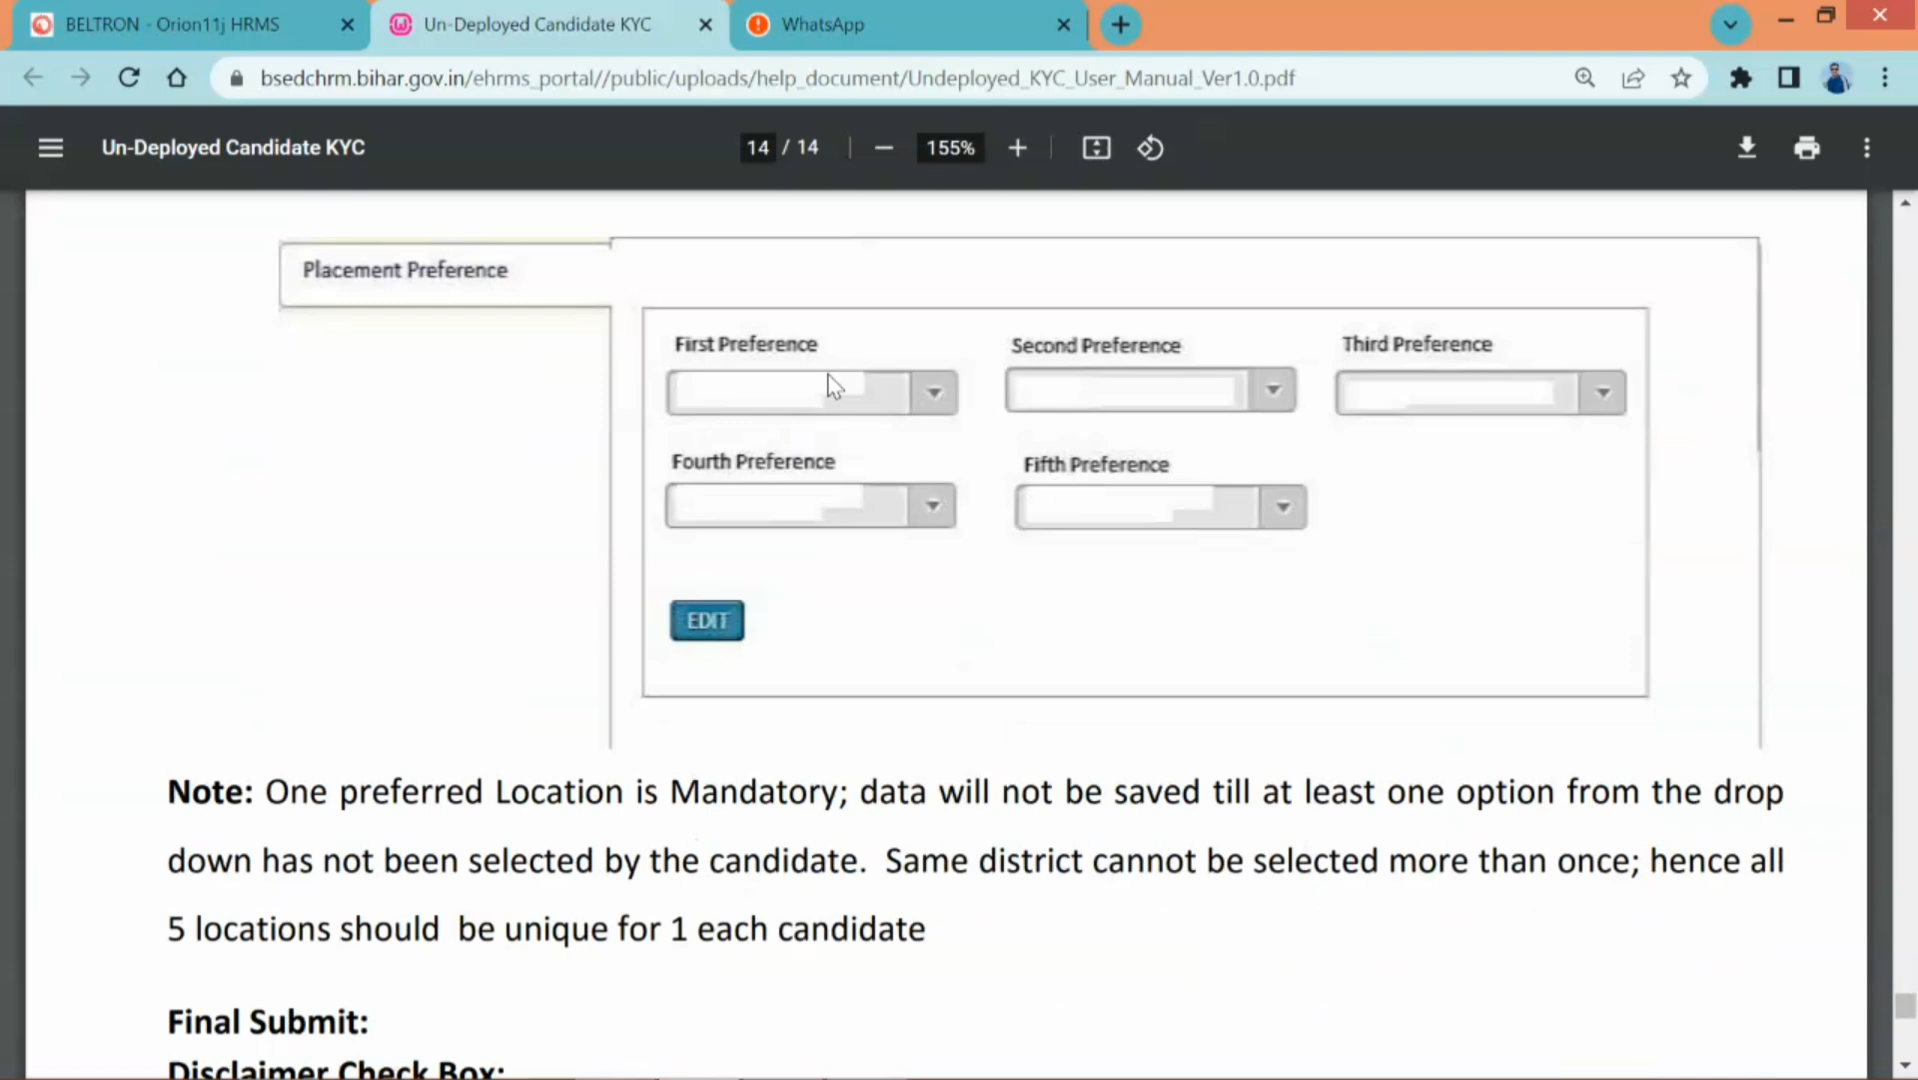 BELTRON - Orion11j HRMS
Un-Deployed Candidate KYC
WhatsApp
bsedchrm.bihar.gov.in/ehrms_portal//public/uploads/help_document/Undeployed_KYC_User_Manual_Ver1.0.pdf
Un-Deployed Candidate KYC
14 / 14
155%
Placement Preference
First Preference
Second Preference
Third Preference
Fourth Preference
Fifth Preference
EDIT
Note: One preferred Location is Mandatory; data will not be saved till at least one option from the drop
down has not been selected by the candidate. Same district cannot be selected more than once; hence all
5 locations should be unique for 1 each candidate
Final Submit:
Disclaimer Check Box: